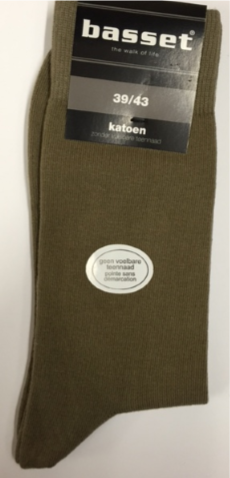 basset®
the walk of life
39/43
katoen
geen voelbare
teennaad
pointe sans
démarcation